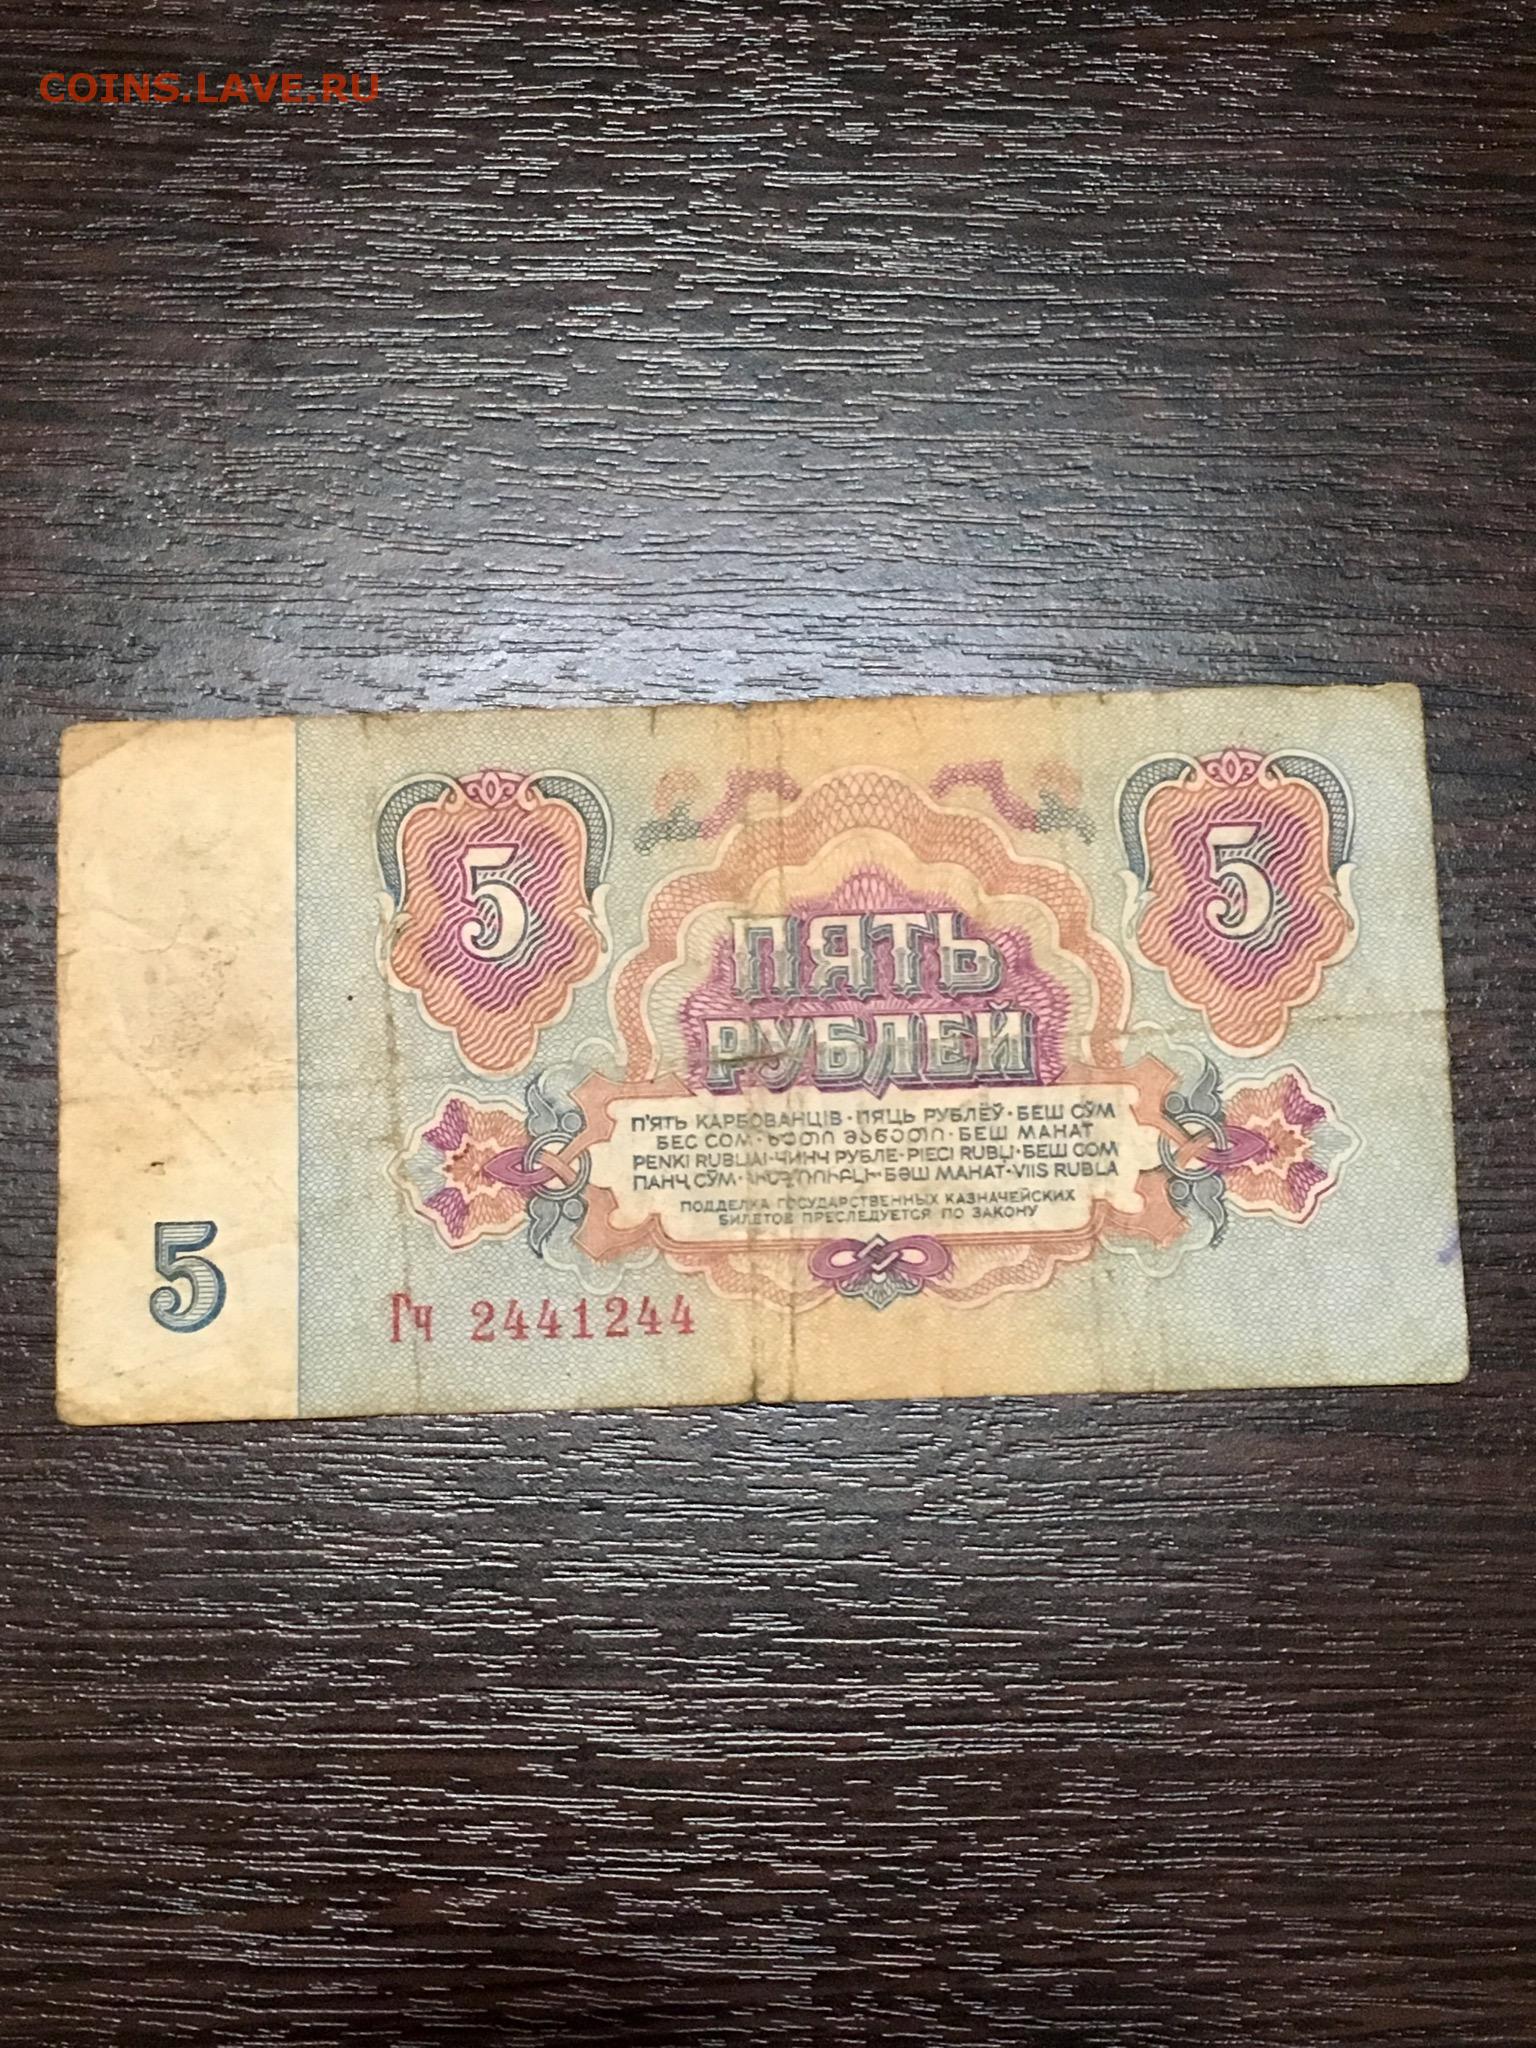 COINS.LAVE.RU
5
5
ПЯТЬ
РУБЛЕЙ
П'ЯТЬ КАРБОВАНЦІВ · ПЯЦЬ РУБЛЁЎ · БЕШ СЎМ
БЕС СОМ · ხუთი მანეთი · БЕШ МАНАТ
PENKI RUBLIAI · ЧИНЧ РУБЛЕ · PIECI RUBĻI · БЕШ СОМ
ПАНҶ СӮМ · ՀԻՆԳ ՌՈՒԲԼԻ · БӘШ МАНАТ · VIIS RUBLA
ПОДДЕЛКА ГОСУДАРСТВЕННЫХ КАЗНАЧЕЙСКИХ
БИЛЕТОВ ПРЕСЛЕДУЕТСЯ ПО ЗАКОНУ
5
Гч 2441244